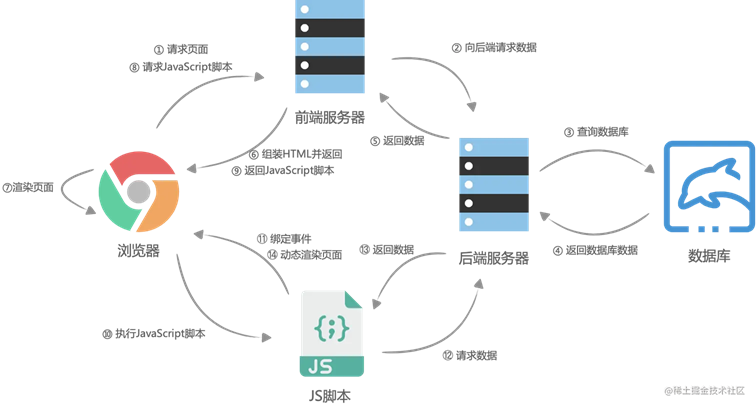 ① 请求页面
⑧ 请求JavaScript脚本
② 向后端请求数据
前端服务器
⑤ 返回数据
③ 查询数据库
⑥ 组装HTML并返回
⑨ 返回JavaScript脚本
⑦渲染页面
浏览器
⑪ 绑定事件
⑭ 动态渲染页面
⑬ 返回数据
后端服务器
④ 返回数据库数据
数据库
⑩ 执行JavaScript脚本
{;}
JS
⑫ 请求数据
JS脚本
@稀土掘金技术社区